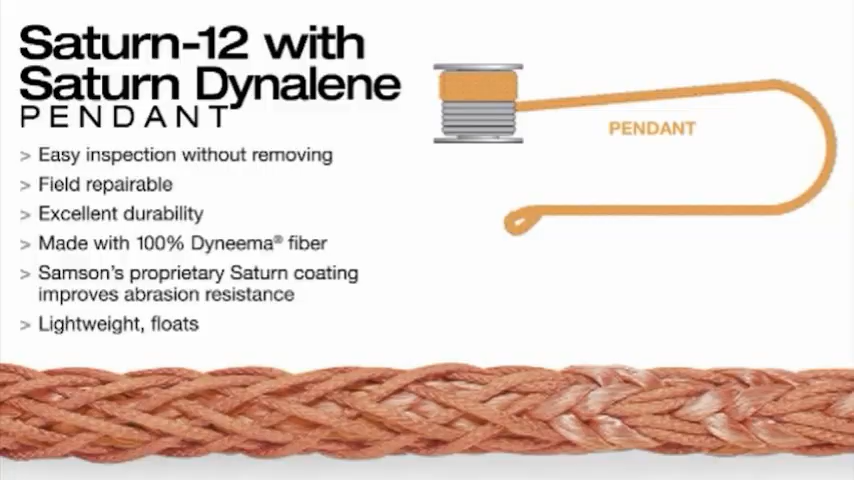 Saturn-12 with
Saturn Dynalene
PENDANT
> Easy inspection without removing
> Field repairable
> Excellent durability
> Made with 100% Dyneema® fiber
> Samson's proprietary Saturn coating
improves abrasion resistance
> Lightweight, floats
PENDANT